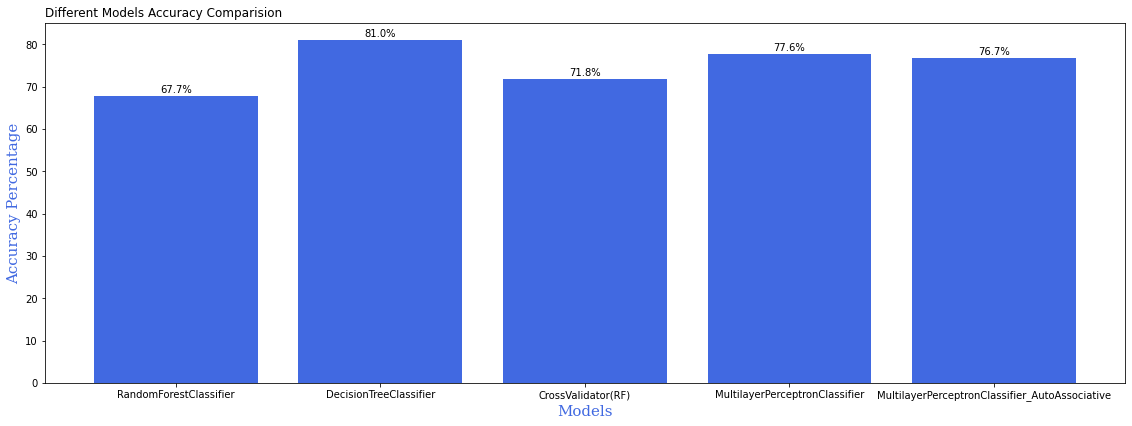 Different Models Accuracy Comparision
Accuracy Percentage
80
70
60
50
40
30
20
10
0
67.7%
81.0%
71.8%
77.6%
76.7%
RandomForestClassifier
DecisionTreeClassifier
CrossValidator(RF)
MultilayerPerceptronClassifier
MultilayerPerceptronClassifier_AutoAssociative
Models